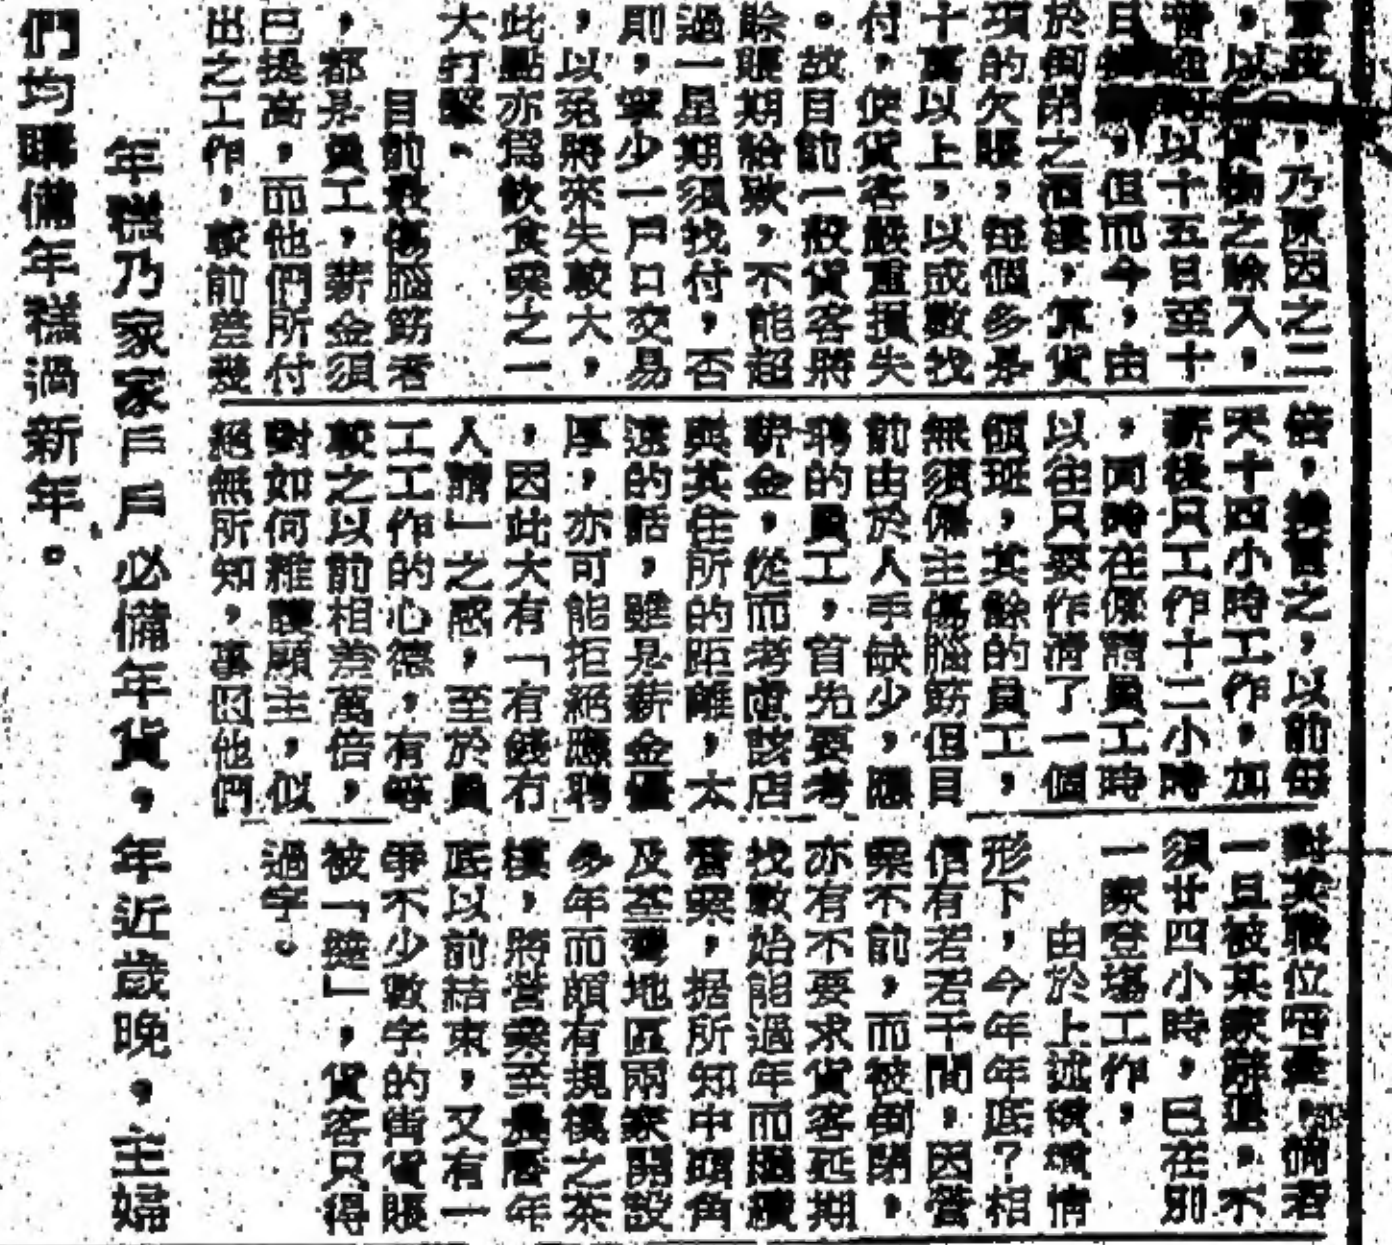 ，乃原因之二
，以貨物之賒入，
以十五日至十
，但而今，由
於倒閉之酒樓，算貨
項的欠賬，每個多是
十萬以上，以成數找
付，使貨客嚴重損失
。故目前一般貨客將
賒賬期給欵，不能超
過一星期須找付，否
則，寧少一戶口交易
，以免將來失較大，
此點亦爲飲食業之一
大打擊。
目前最傷腦筋者
，都是員工，薪金須
已提高，而他們所付
出之工作，較前差幾
倍，換言之，以前每
天十四小時工作，加
薪後只工作十二小時
，同時在僱請員工時
以往只要作清了一個
個班，其餘的員工，
無須僱主傷腦筋但目
前由於人手缺少，應
聘的員工，首先要考
薪金，從而考慮該店
與其住所的距離，太
遠的話，雖是薪金優
厚，亦可能拒絕應聘
，因此大有「有錢冇
人請」之感，至於員
工工作的心德，有等
較之以前相差萬倍，
對如何維護顧主，似
絕無所知，事因他們
對其職位唔憂，倘若
一旦被某家辭退，不
須廿四小時，已在別
一家登塲工作，
由於上述種種情
形下，今年年底？相
信有若若干間，因營
業不前，而被倒閉，
亦有不要求貨客延期
找數始能過年而繼續
營業，据所知中環角
及荃灣地區兩家開設
多年而頗有規模之茶
樓，將營業至農曆年
底以前結束，又有一
爭不少數字的街貨賬
被「撻」，貨客只得
過字。
年糕乃家家戶戶必備年貨，年近歲晚，主婦
們均購備年糕過新年。